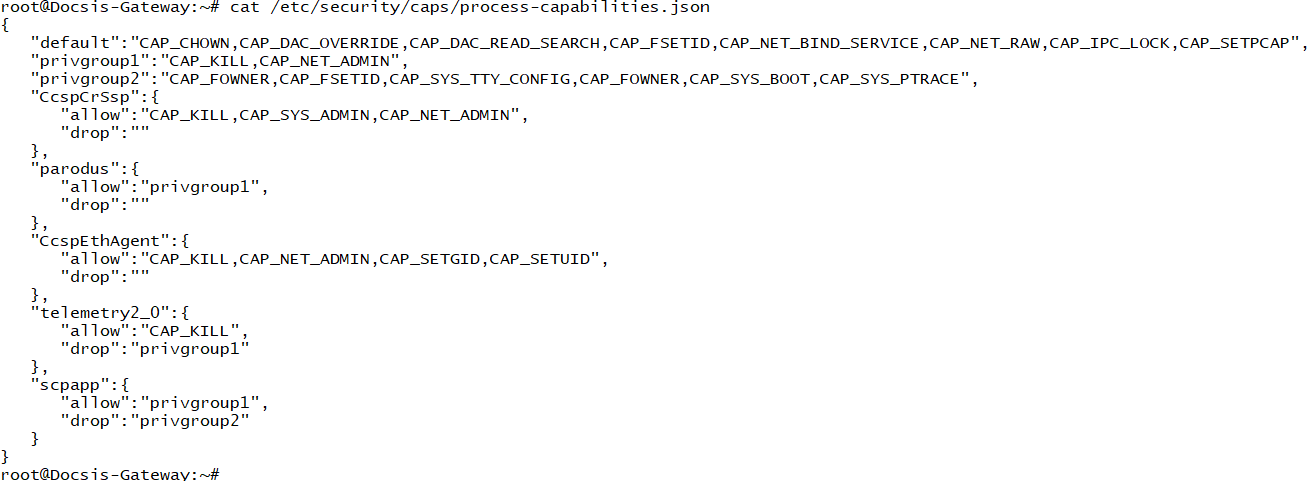 root@Docsis-Gateway:~# cat /etc/security/caps/process-capabilities.json
{
   "default":"CAP_CHOWN,CAP_DAC_OVERRIDE,CAP_DAC_READ_SEARCH,CAP_FSETID,CAP_NET_BIND_SERVICE,CAP_NET_RAW,CAP_IPC_LOCK,CAP_SETPCAP",
   "privgroup1":"CAP_KILL,CAP_NET_ADMIN",
   "privgroup2":"CAP_FOWNER,CAP_FSETID,CAP_SYS_TTY_CONFIG,CAP_FOWNER,CAP_SYS_BOOT,CAP_SYS_PTRACE",
   "CcspCrSsp":{
      "allow":"CAP_KILL,CAP_SYS_ADMIN,CAP_NET_ADMIN",
      "drop":""
   },
   "parodus":{
      "allow":"privgroup1",
      "drop":""
   },
   "CcspEthAgent":{
      "allow":"CAP_KILL,CAP_NET_ADMIN,CAP_SETGID,CAP_SETUID",
      "drop":""
   },
   "telemetry2_0":{
      "allow":"CAP_KILL",
      "drop":"privgroup1"
   },
   "scpapp":{
      "allow":"privgroup1",
      "drop":"privgroup2"
   }
}
root@Docsis-Gateway:~#